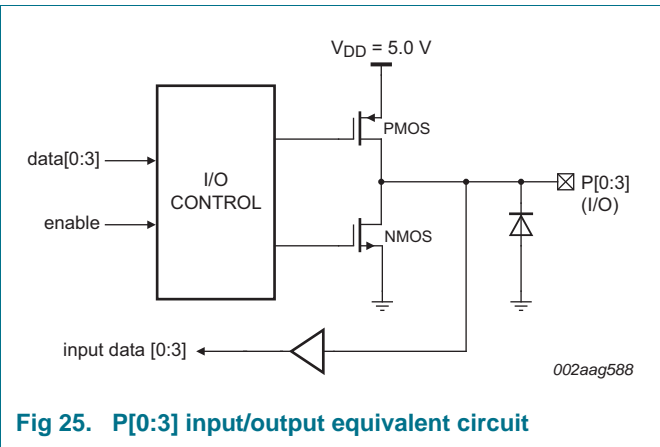 VDD = 5.0 V
PMOS
data[0:3]
I/O
CONTROL
P[0:3]
(I/O)
enable
NMOS
input data [0:3]
002aag588
Fig 25. P[0:3] input/output equivalent circuit